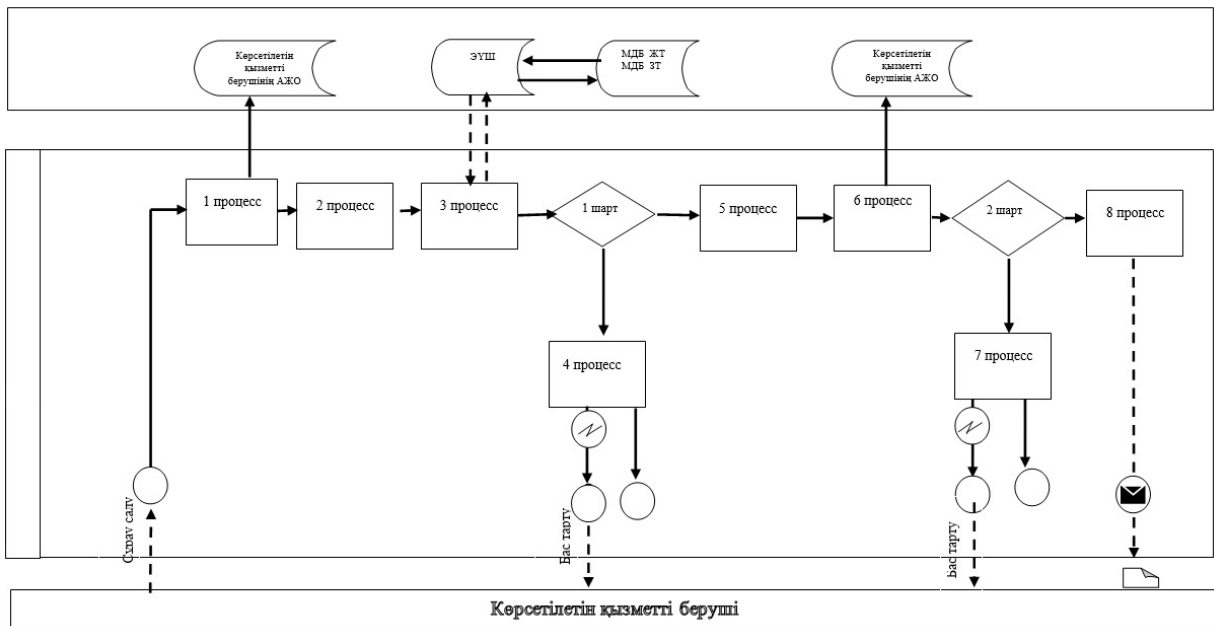 Көрсетілетін
қызметті
берушінің АЖО
ЭҮШ
МДБ ЖТ
МДБ ЗТ
Көрсетілетін
қызметті
берушінің АЖО
1 процесс
2 процесс
3 процесс
1 шарт
5 процесс
6 процесс
2 шарт
8 процесс
4 процесс
7 процесс
Сұрау салу
Бас тарту
Бас тарту
Көрсетілетін қызметті беруші